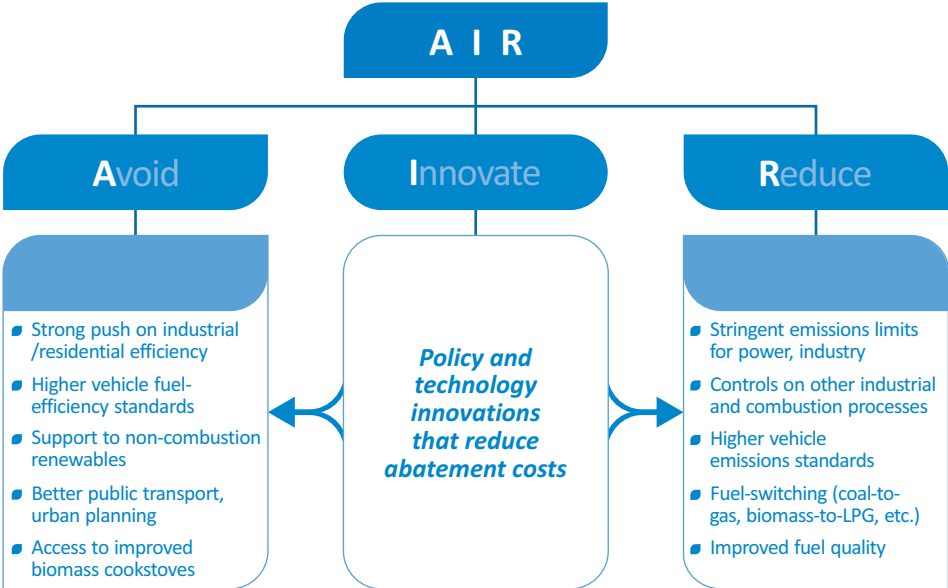 A I R
Avoid
Innovate
Reduce
Strong push on industrial
/residential efficiency
Higher vehicle fuel-
efficiency standards
Support to non-combustion
renewables
Better public transport,
urban planning
Access to improved
biomass cookstoves
Policy and
technology
innovations
that reduce
abatement costs
Stringent emissions limits
for power, industry
Controls on other industrial
and combustion processes
Higher vehicle
emissions standards
Fuel-switching (coal-to-
gas, biomass-to-LPG, etc.)
Improved fuel quality